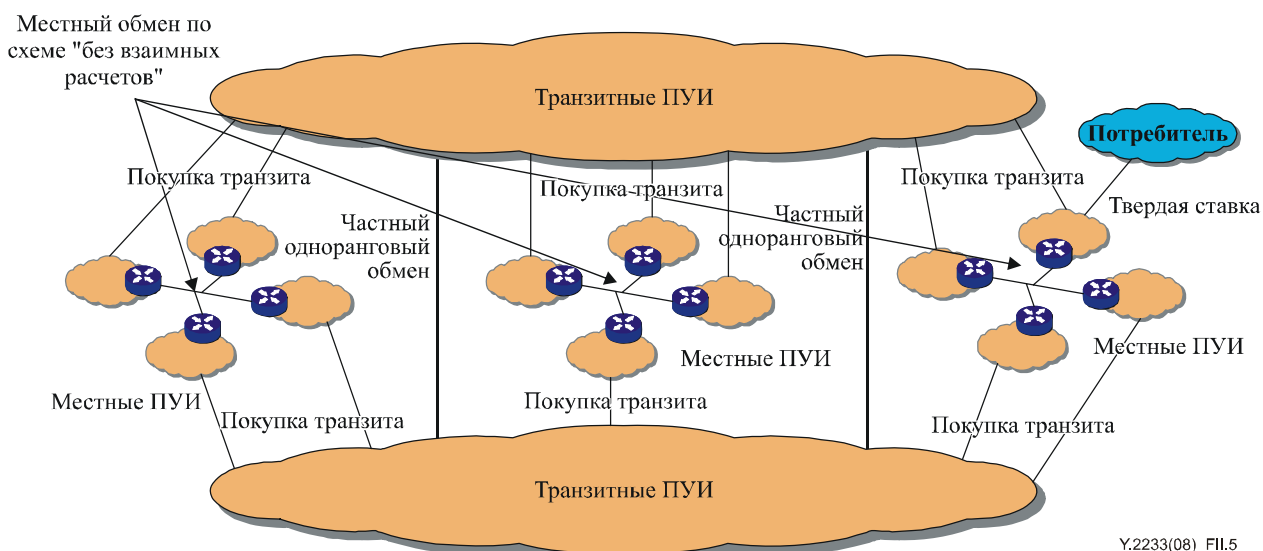 Местный обмен по
схеме "без взаимных
расчетов"
Транзитные ПУИ
Потребитель
Покупка транзита
Покупка транзита
Покупка транзита
Твердая ставка
Частный
одноранговый
обмен
Частный
одноранговый
обмен
Местные ПУИ
Местные ПУИ
Местные ПУИ
Покупка транзита
Покупка транзита
Покупка транзита
Транзитные ПУИ
Y.2233(08)_FII.5